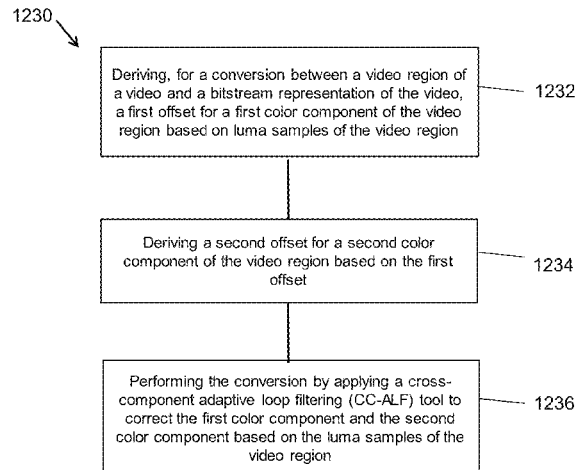 1230
Deriving, for a conversion between a video region of
a video and a bitstream representation of the video,
a first offset for a first color component of the video
region based on luma samples of the video region
1232
Deriving a second offset for a second color
component of the video region based on the first
offset
1234
Performing the conversion by applying a cross-
component adaptive loop filtering (CC-ALF) tool to
correct the first color component and the second
color component based on the luma samples of the
video region
1236